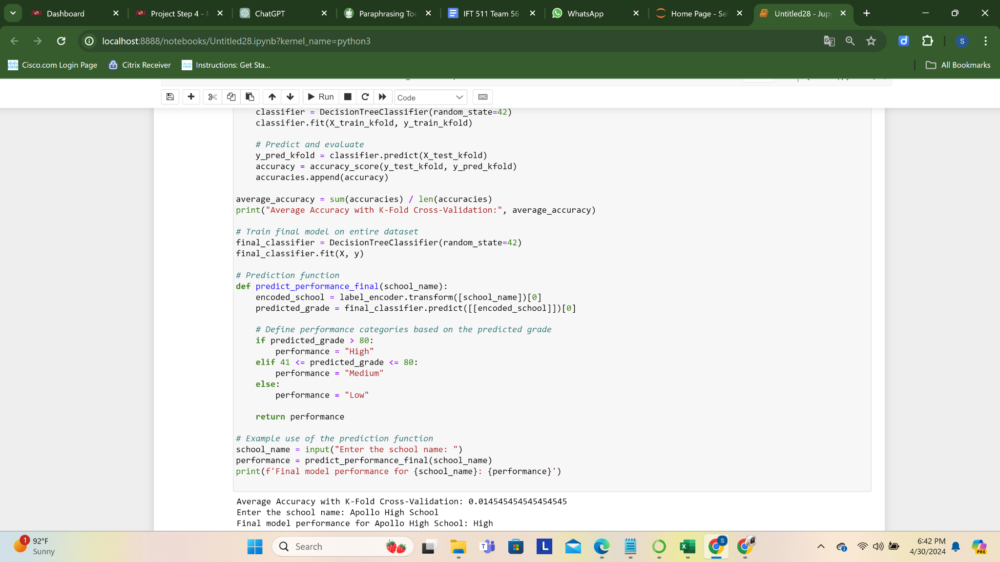 Dashboard
Project Step 4 -
ChatGPT
Paraphrasing Too
IFT 511 Team 56
WhatsApp
Home Page - Sel
Untitled28 - Jupy
localhost:8888/notebooks/Untitled28.ipynb?kernel_name=python3
d
S
Cisco.com Login Page
Citrix Receiver
Instructions: Get Sta...
All Bookmarks
Run
Code
classifier = DecisionTreeClassifier(random_state=42)
classifier.fit(X_train_kfold, y_train_kfold)
# Predict and evaluate
y_pred_kfold = classifier.predict(X_test_kfold)
accuracy = accuracy_score(y_test_kfold, y_pred_kfold)
accuracies.append(accuracy)
average_accuracy = sum(accuracies) / len(accuracies)
print("Average Accuracy with K-Fold Cross-Validation:", average_accuracy)
# Train final model on entire dataset
final_classifier = DecisionTreeClassifier(random_state=42)
final_classifier.fit(X, y)
# Prediction function
def predict_performance_final(school_name):
encoded_school = label_encoder.transform([school_name])[0]
predicted_grade = final_classifier.predict([[encoded_school]])[0]
# Define performance categories based on the predicted grade
if predicted_grade > 80:
performance = "High"
elif 41 <= predicted_grade <= 80:
performance = "Medium"
else:
performance = "Low"
return performance
# Example use of the prediction function
school_name = input("Enter the school name: ")
performance = predict_performance_final(school_name)
print(f'Final model performance for {school_name}: {performance}')
Average Accuracy with K-Fold Cross-Validation: 0.014545454545454545
Enter the school name: Apollo High School
Final model performance for Apollo High School: High
1
92°F
Sunny
Search
L
S
PRE
6:42 PM
4/30/2024